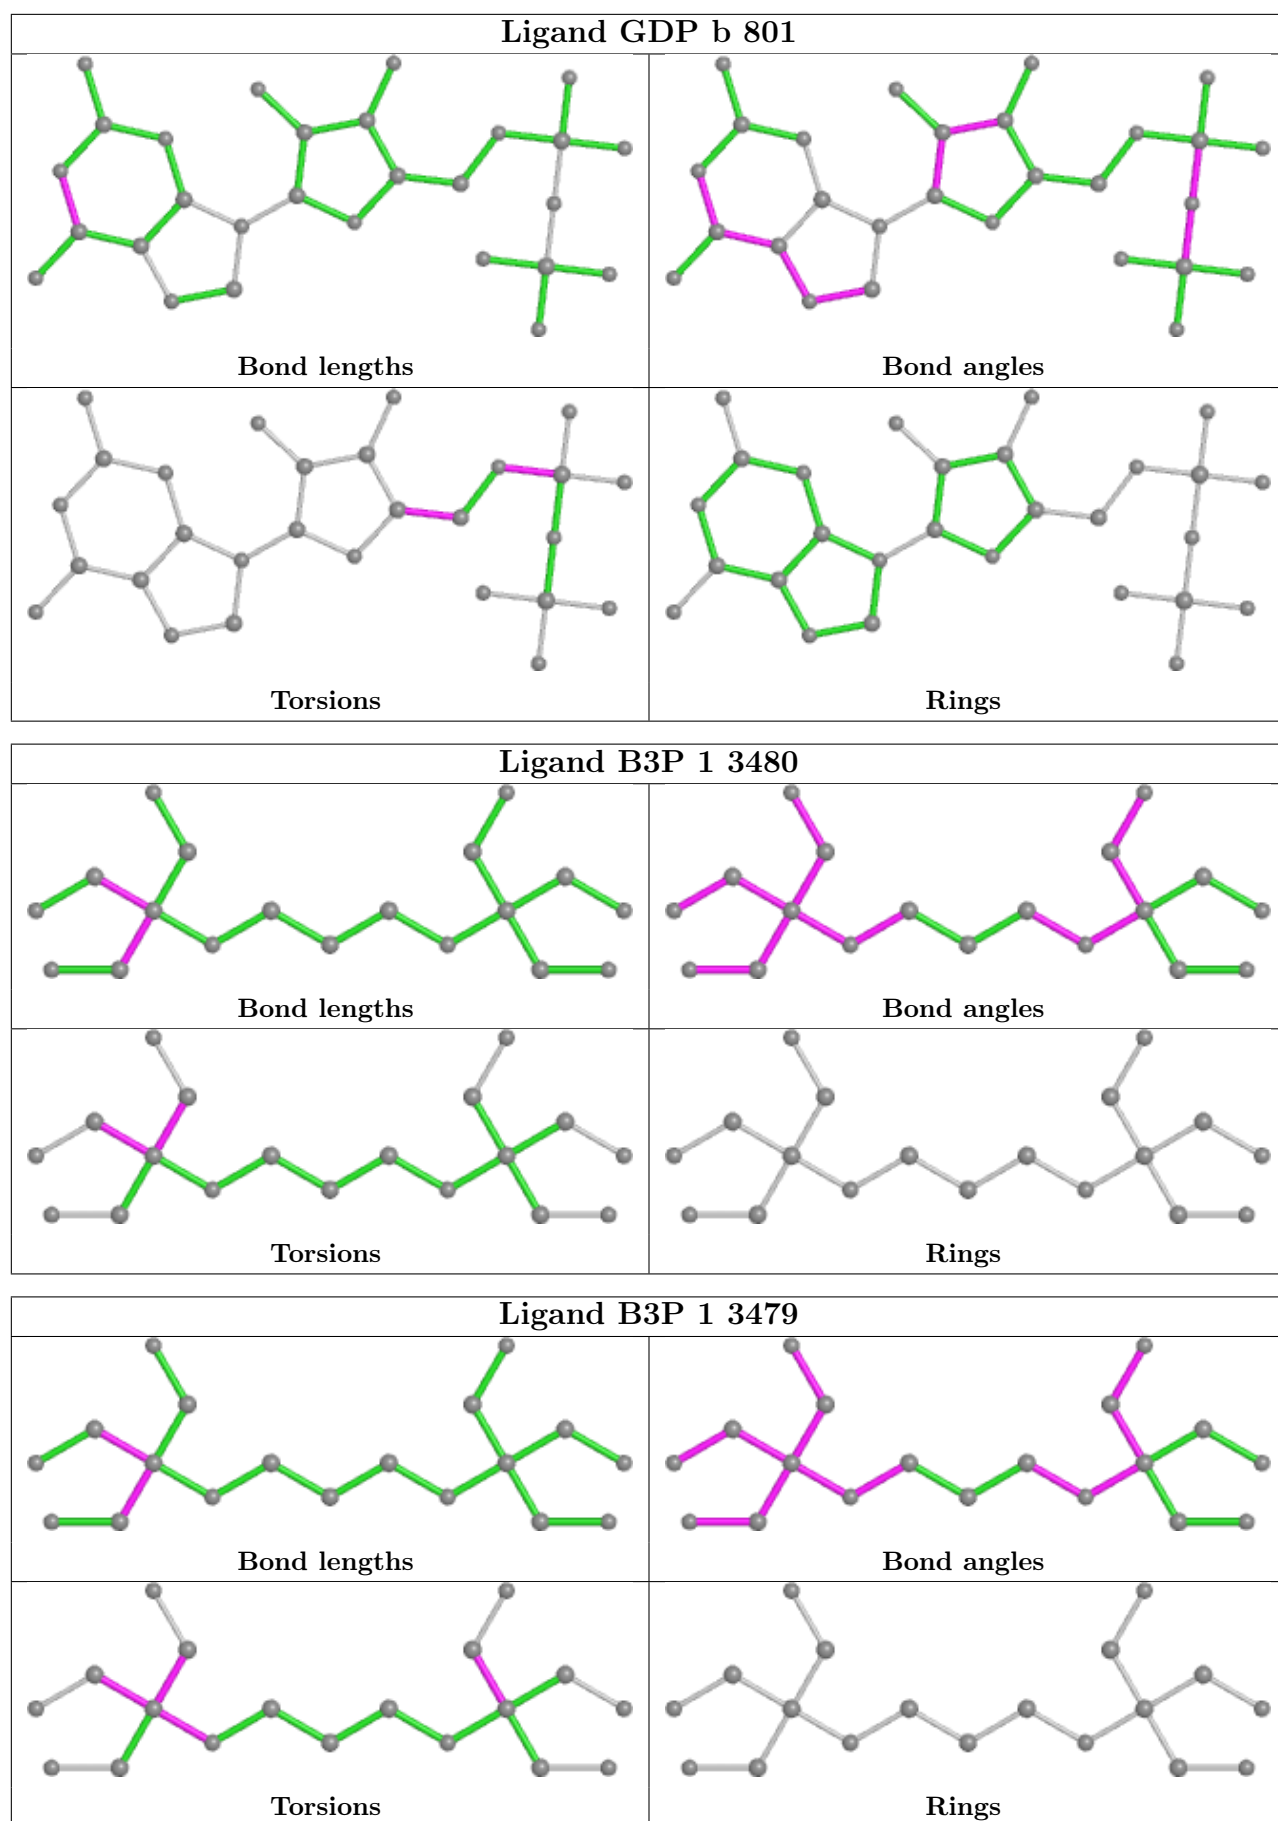 Ligand GDP b 801
Bond lengths
Bond angles
Torsions
Rings
Ligand B3P 1 3480
Bond lengths
Bond angles
Torsions
Rings
Ligand B3P 1 3479
Bond lengths
Bond angles
Torsions
Rings